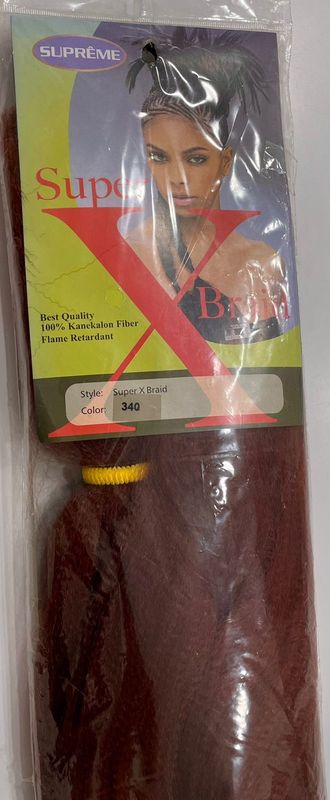 SUPRÊME
Super
X
Braid
Best Quality
100% Kanekalon Fiber
Flame Retardant
Style: Super X Braid
Color: 340